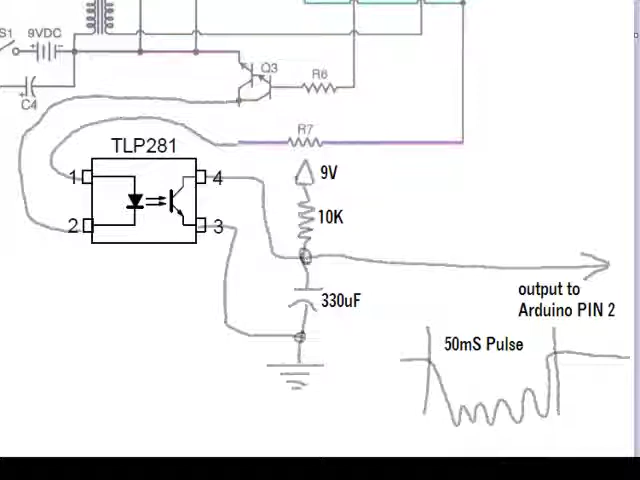 S1
9VDC
Q3
R6
C4
R7
TLP281
1
4
9V
10K
2
3
330uF
output to
Arduino PIN 2
50mS Pulse